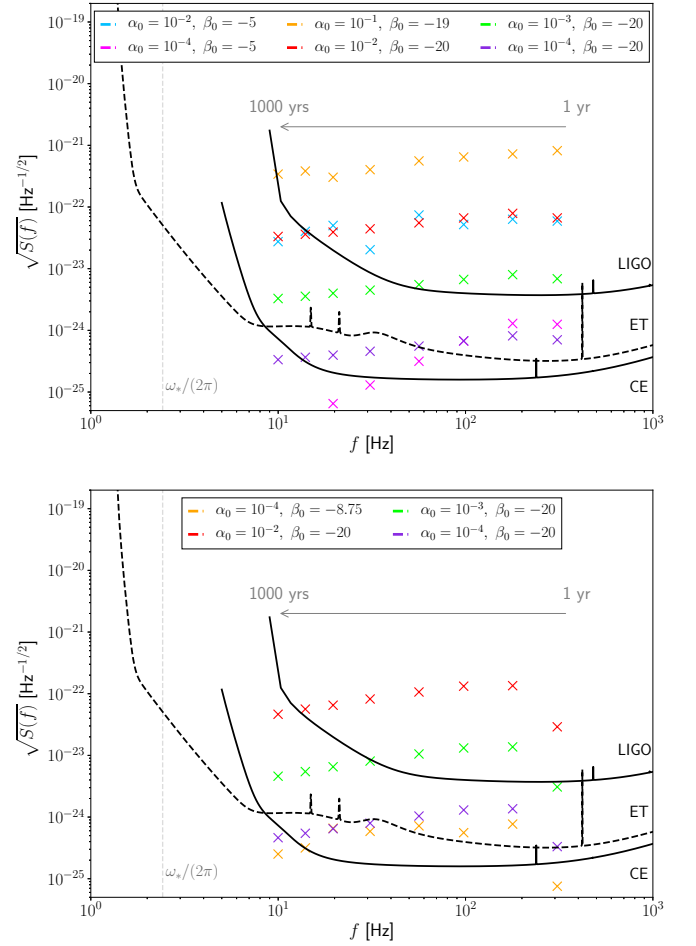 α₀ = 10⁻², β₀ = −5 α₀ = 10⁻¹, β₀ = −19 α₀ = 10⁻³, β₀ = −20
α₀ = 10⁻⁴, β₀ = −5 α₀ = 10⁻², β₀ = −20 α₀ = 10⁻⁴, β₀ = −20
10⁻¹⁹
10⁻²⁰
10⁻²¹
10⁻²²
10⁻²³
10⁻²⁴
10⁻²⁵
√S(f) [Hz⁻¹/²]
1000 yrs 1 yr
LIGO
ET
CE
ω*/(2π)
10⁰ 10¹ 10² 10³
f [Hz]
α₀ = 10⁻⁴, β₀ = −8.75 α₀ = 10⁻³, β₀ = −20
α₀ = 10⁻², β₀ = −20 α₀ = 10⁻⁴, β₀ = −20
10⁻¹⁹
10⁻²⁰
10⁻²¹
10⁻²²
10⁻²³
10⁻²⁴
10⁻²⁵
√S(f) [Hz⁻¹/²]
1000 yrs 1 yr
LIGO
ET
CE
ω*/(2π)
10⁰ 10¹ 10² 10³
f [Hz]